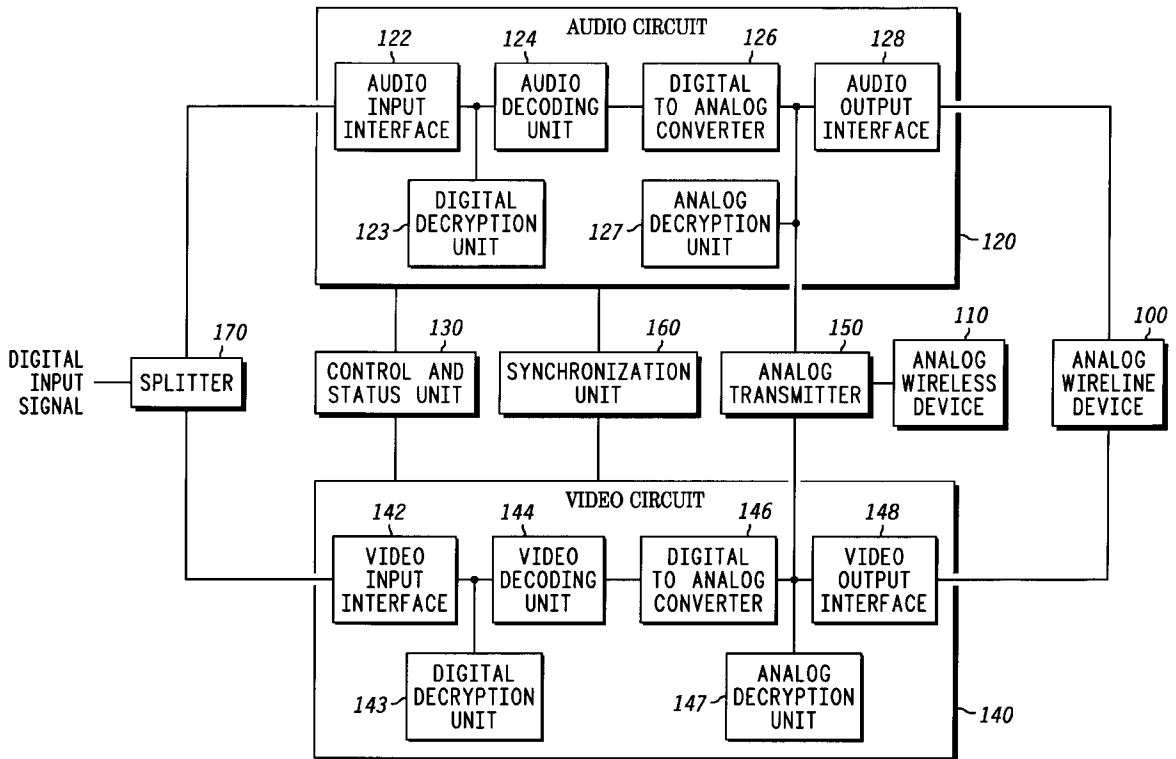 AUDIO CIRCUIT
122
124
126
128
AUDIO
INPUT
INTERFACE
AUDIO
DECODING
UNIT
DIGITAL
TO ANALOG
CONVERTER
AUDIO
OUTPUT
INTERFACE
123
DIGITAL
DECRYPTION
UNIT
127
ANALOG
DECRYPTION
UNIT
120
DIGITAL
INPUT
SIGNAL
170
SPLITTER
130
CONTROL AND
STATUS UNIT
160
SYNCHRONIZATION
UNIT
150
ANALOG
TRANSMITTER
110
ANALOG
WIRELESS
DEVICE
100
ANALOG
WIRELINE
DEVICE
VIDEO CIRCUIT
142
144
146
148
VIDEO
INPUT
INTERFACE
VIDEO
DECODING
UNIT
DIGITAL
TO ANALOG
CONVERTER
VIDEO
OUTPUT
INTERFACE
143
DIGITAL
DECRYPTION
UNIT
147
ANALOG
DECRYPTION
UNIT
140